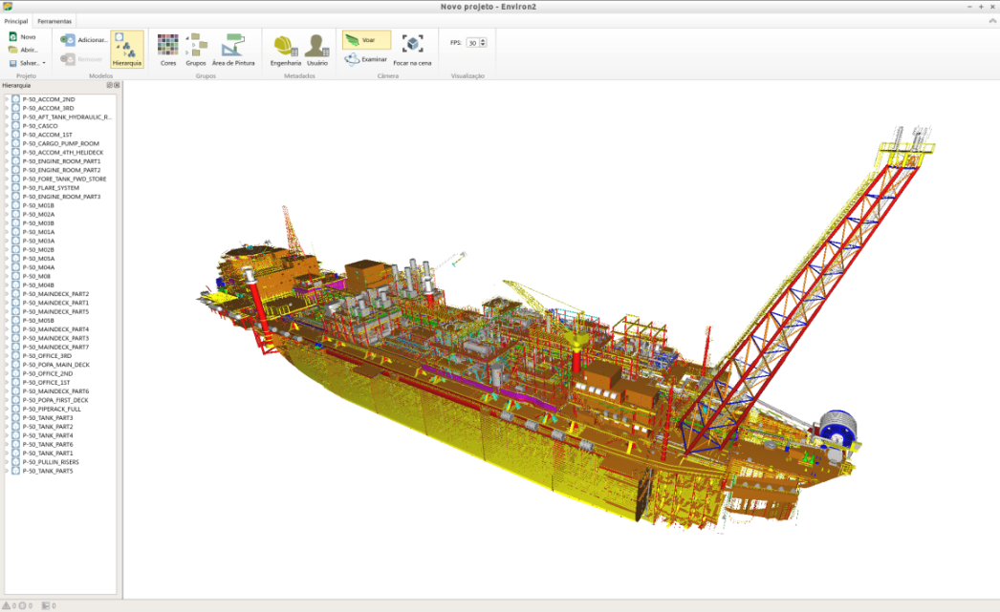 Novo projeto - Environ2
Principal Ferramentas
Novo
Abrir...
Salvar...
Projeto
Adicionar...
Remover
Hierarquia
Modelos
Cores
Grupos
Área de Pintura
Grupos
Engenharia
Usuário
Metadados
Voar
Examinar
Focar na cena
Câmera
FPS: 30
Visualização
Hierarquia
P-50_ACCOM_2ND
P-50_ACCOM_3RD
P-50_AFT_TANK_HYDRAULIC_R...
P-50_CASCO
P-50_ACCOM_1ST
P-50_CARGO_PUMP_ROOM
P-50_ACCOM_4TH_HELIDECK
P-50_ENGINE_ROOM_PART1
P-50_ENGINE_ROOM_PART2
P-50_FORE_TANK_FWD_STORE
P-50_FLARE_SYSTEM
P-50_ENGINE_ROOM_PART3
P-50_M01B
P-50_M02A
P-50_M03B
P-50_M01A
P-50_M03A
P-50_M02B
P-50_M05A
P-50_M04A
P-50_M08
P-50_M04B
P-50_MAINDECK_PART2
P-50_MAINDECK_PART1
P-50_MAINDECK_PART5
P-50_M05B
P-50_MAINDECK_PART4
P-50_MAINDECK_PART3
P-50_MAINDECK_PART7
P-50_OFFICE_3RD
P-50_POPA_MAIN_DECK
P-50_OFFICE_2ND
P-50_OFFICE_1ST
P-50_MAINDECK_PART6
P-50_POPA_FIRST_DECK
P-50_PIPERACK_FULL
P-50_TANK_PART3
P-50_TANK_PART2
P-50_TANK_PART4
P-50_TANK_PART6
P-50_TANK_PART1
P-50_PULLIN_RISERS
P-50_TANK_PART5
0 0 0